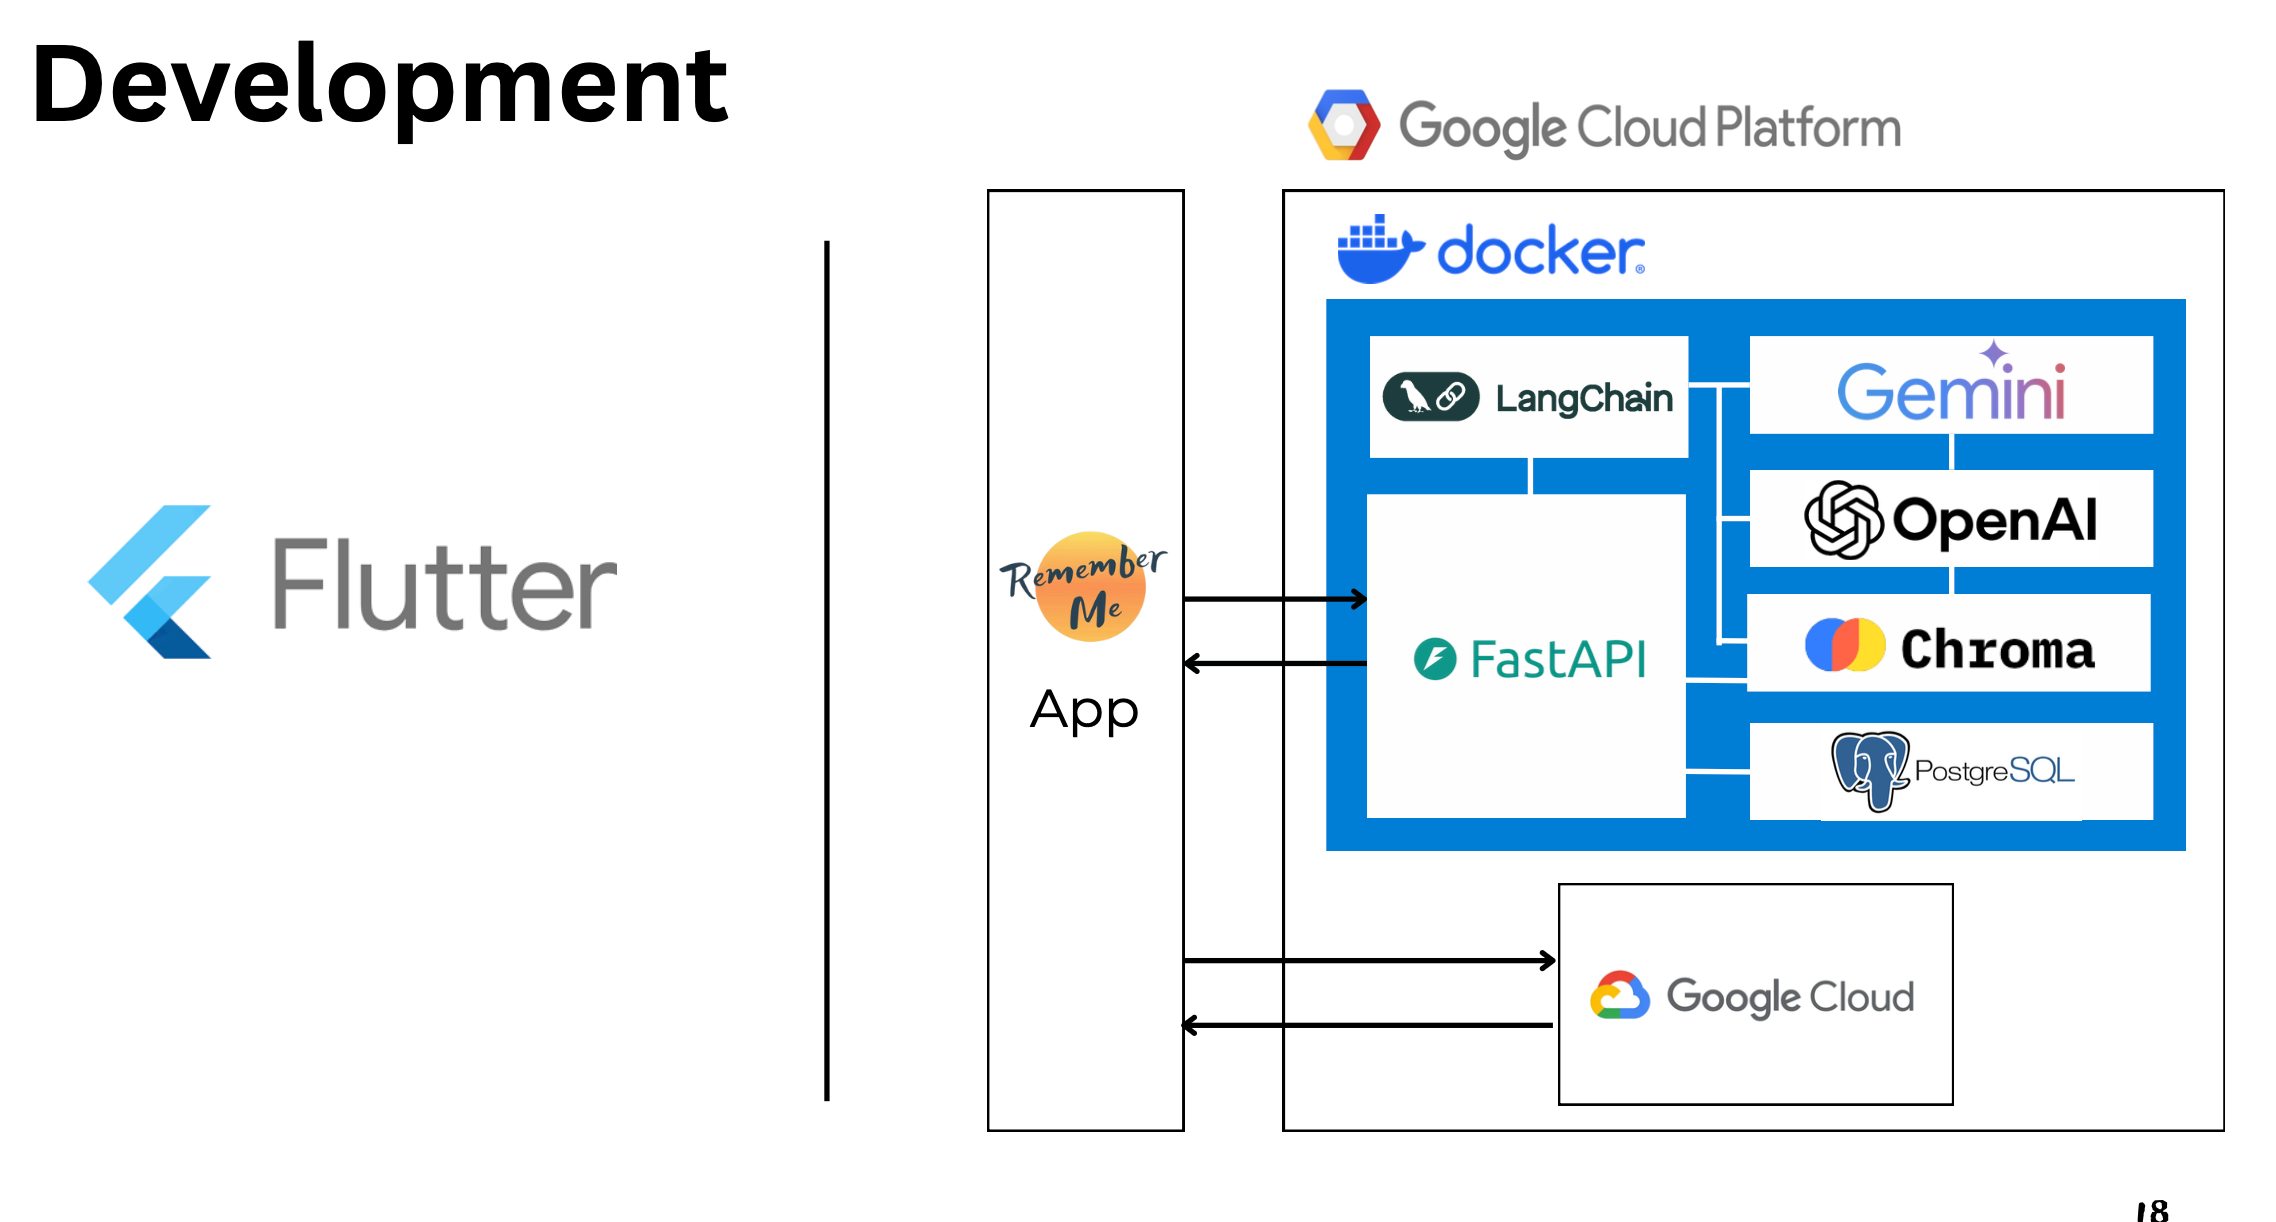 Development
Google Cloud Platform
docker®
LangChain
Gemini
OpenAI
Flutter
Remember
Me
App
FastAPI
Chroma
PostgreSQL
Google Cloud
18